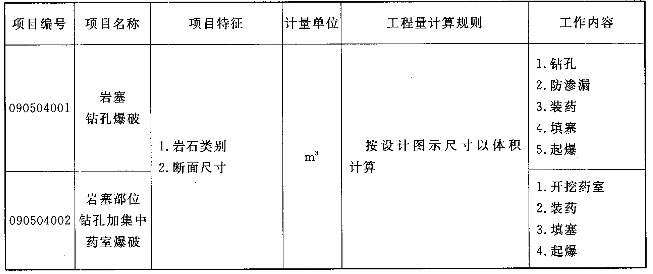 项目编号 项目名称 项目特征 计量单位 工程量计算规则 工作内容
090504001
岩塞
钻孔爆破
1.岩石类别
2.断面尺寸
m³
按设计图示尺寸以体积
计算
1.钻孔
2.防渗漏
3.装药
4.填塞
5.起爆
090504002
岩塞部位
钻孔加集中
药室爆破
1.开挖药室
2.装药
3.填塞
4.起爆